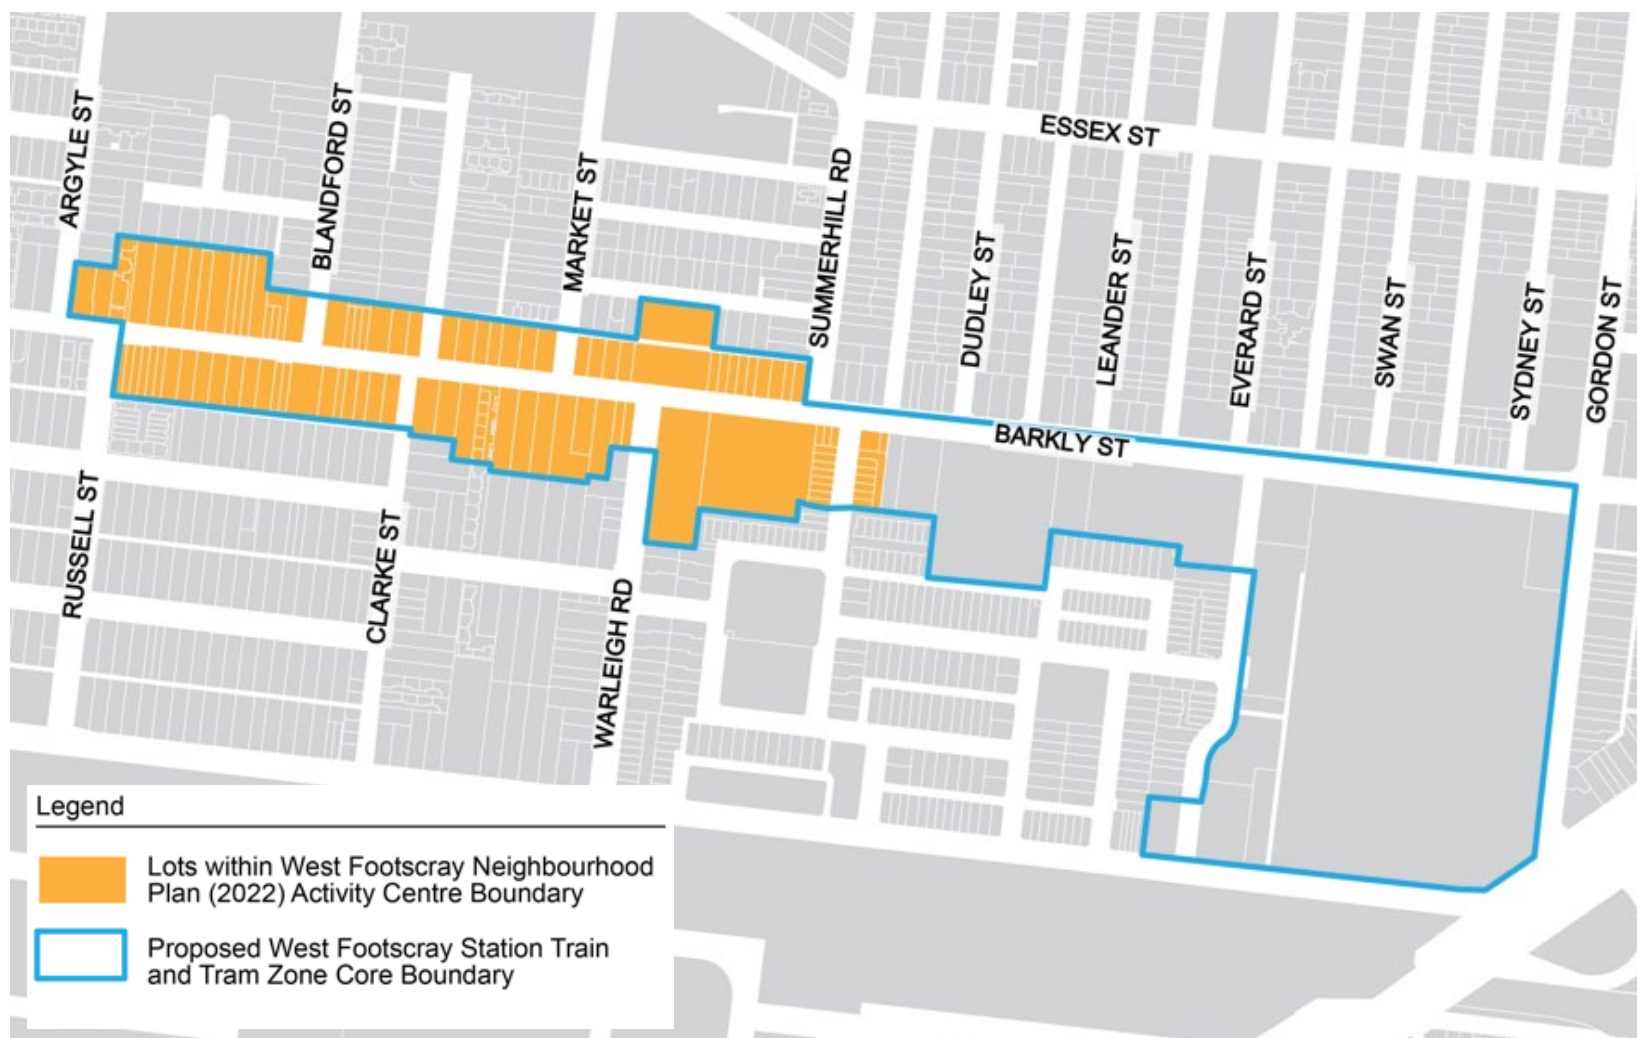 ESSEX ST
ARGYLE ST
BLANDFORD ST
MARKET ST
SUMMERHILL RD
DUDLEY ST
LEANDER ST
EVERARD ST
SWAN ST
SYDNEY ST
GORDON ST
BARKLY ST
RUSSELL ST
CLARKE ST
WARLEIGH RD
Legend
Lots within West Footscray Neighbourhood
Plan (2022) Activity Centre Boundary
Proposed West Footscray Station Train
and Tram Zone Core Boundary